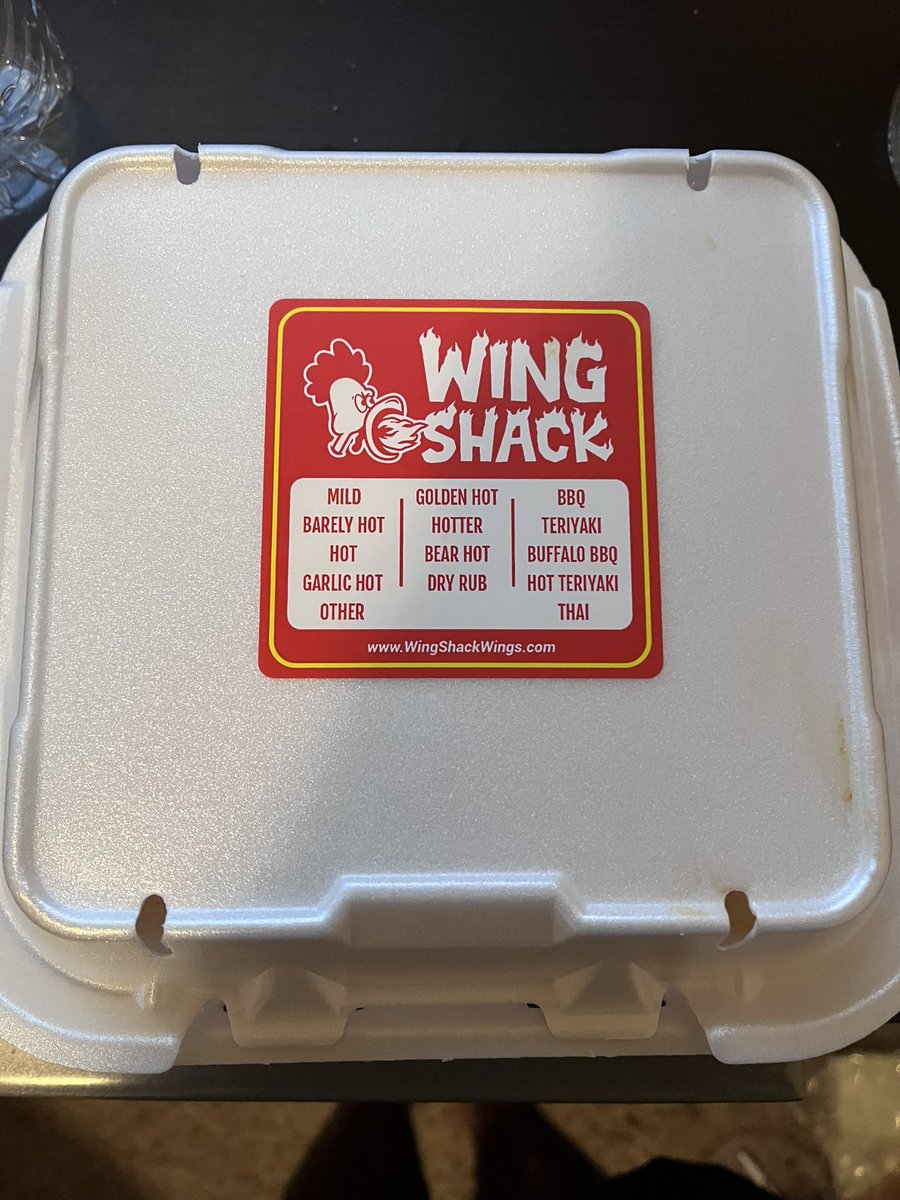 WING
SHACK
MILD
BARELY HOT
HOT
GARLIC HOT
OTHER
GOLDEN HOT
HOTTER
BEAR HOT
DRY RUB
BBQ
TERIYAKI
BUFFALO BBQ
HOT TERIYAKI
THAI
www.WingShackWings.com